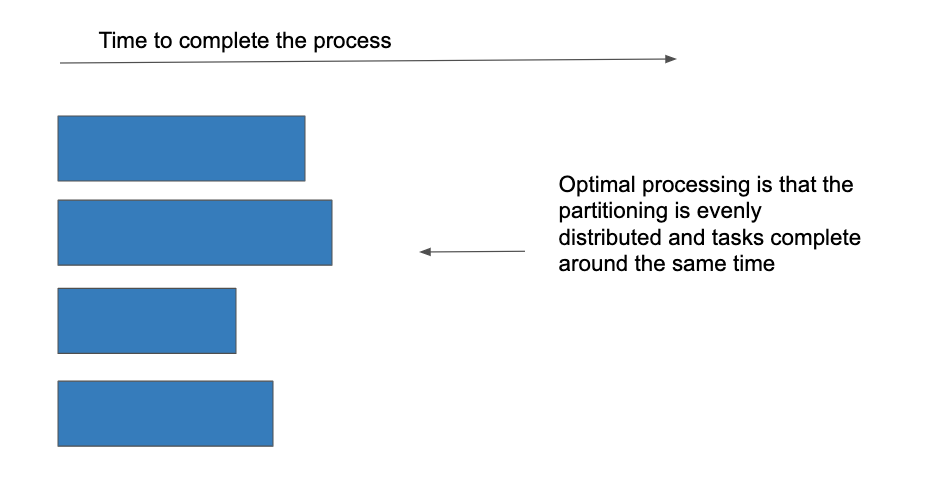 Time to complete the process
Optimal processing is that the
partitioning is evenly
distributed and tasks complete
around the same time